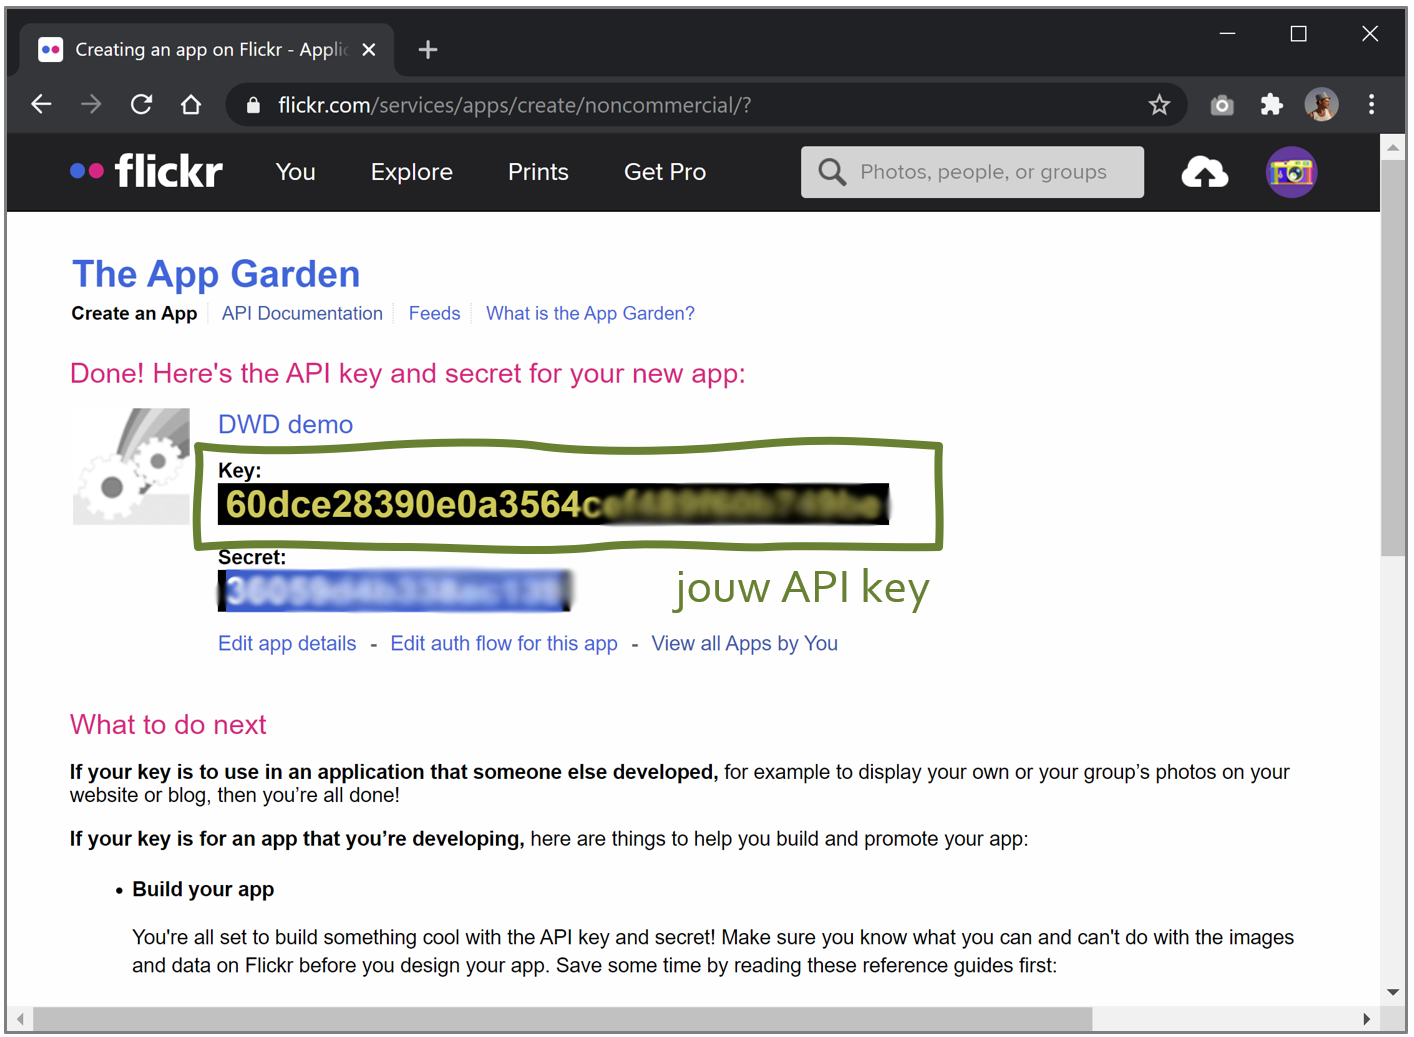 Creating an app on Flickr - Applic
flickr.com/services/apps/create/noncommercial/?
flickr You Explore Prints Get Pro Photos, people, or groups
The App Garden
Create an App API Documentation Feeds What is the App Garden?
Done! Here's the API key and secret for your new app:
DWD demo
Key:
Secret:
jouw API key
Edit app details - Edit auth flow for this app - View all Apps by You
What to do next
If your key is to use in an application that someone else developed, for example to display your own or your group’s photos on your
website or blog, then you’re all done!
If your key is for an app that you’re developing, here are things to help you build and promote your app:
• Build your app
You're all set to build something cool with the API key and secret! Make sure you know what you can and can't do with the images
and data on Flickr before you design your app. Save some time by reading these reference guides first: